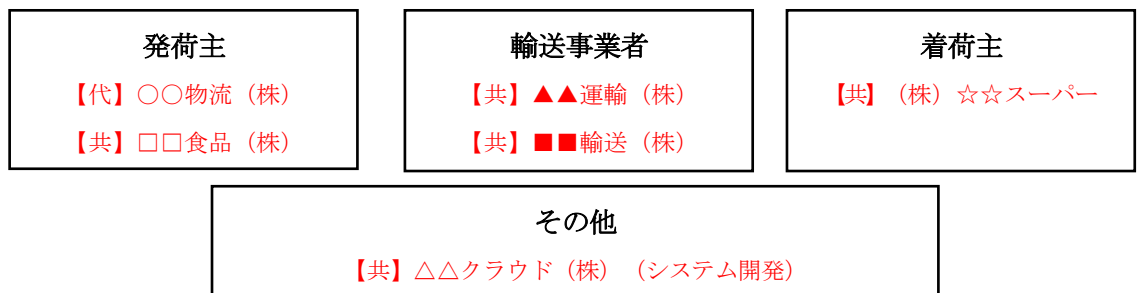 発荷主
【代】○○物流（株）
【共】□□食品（株）
輸送事業者
【共】▲▲運輸（株）
【共】■■輸送（株）
着荷主
【共】（株）☆☆スーパー
その他
【共】△△クラウド（株）（システム開発）